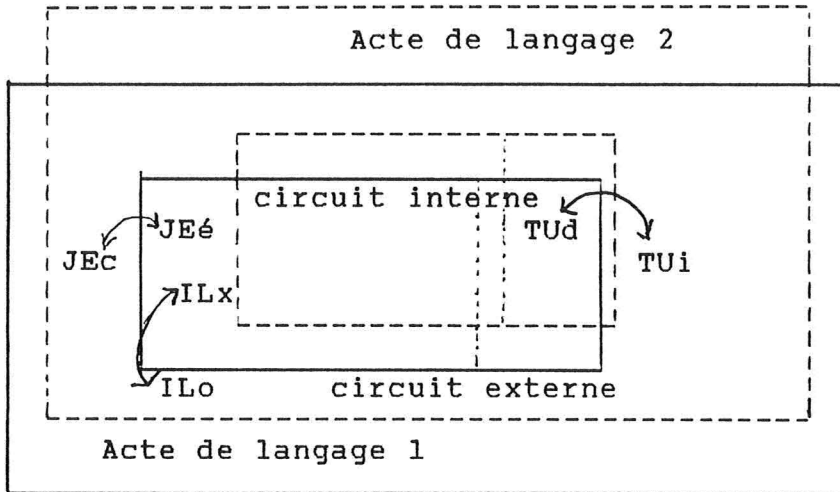 Acte de langage 2
circuit interne
JEé TUd
JEc TUi
ILx
ILo circuit externe
Acte de langage 1